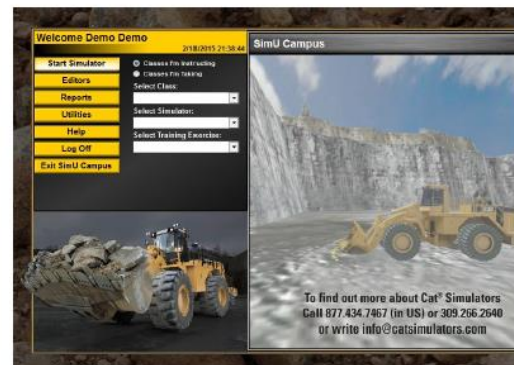 Welcome Demo Demo
2/18/2015 21:38:44
Start Simulator
Editors
Reports
Utilities
Help
Log Off
Exit SimU Campus
Classes I'm Instructing
Classes I'm Taking
Select Class:
Select Simulator:
Select Training Exercise:
SimU Campus
To find out more about Cat® Simulators
Call 877.434.7467 (in US) or 309.266.2640
or write info@catsimulators.com